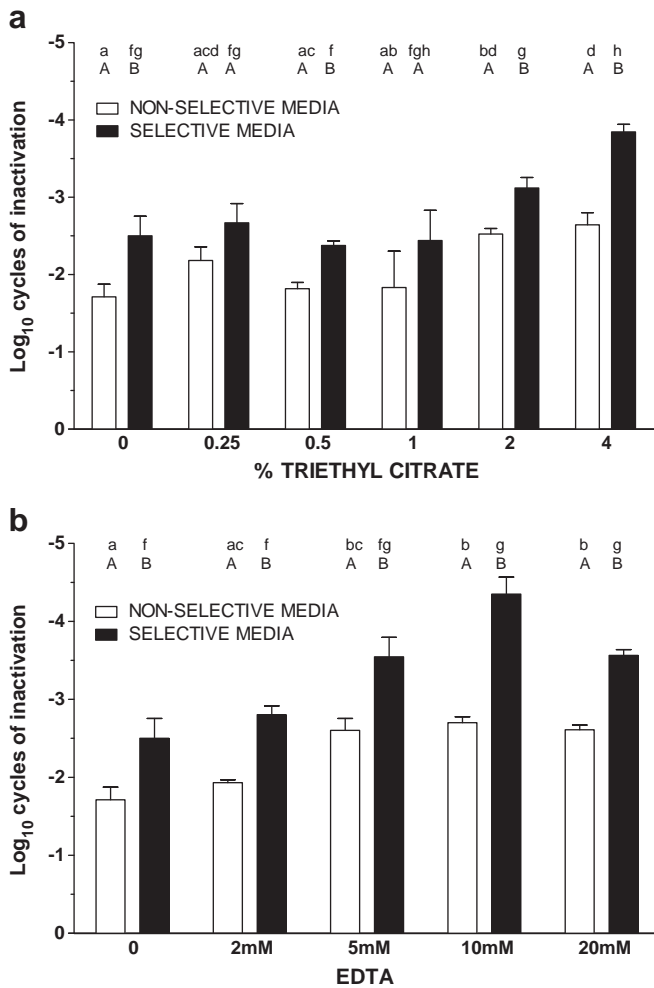 a
-5
-4
-3
-2
-1
0
Log10 cycles of inactivation
a fg acd fg ac f ab fgh bd g d h
A B A A A B A A A B A B
NON-SELECTIVE MEDIA
SELECTIVE MEDIA
0 0.25 0.5 1 2 4
% TRIETHYL CITRATE
b
-5
-4
-3
-2
-1
0
Log10 cycles of inactivation
a f ac f bc fg b g b g
A B A B A B A B A B
NON-SELECTIVE MEDIA
SELECTIVE MEDIA
0 2mM 5mM 10mM 20mM
EDTA